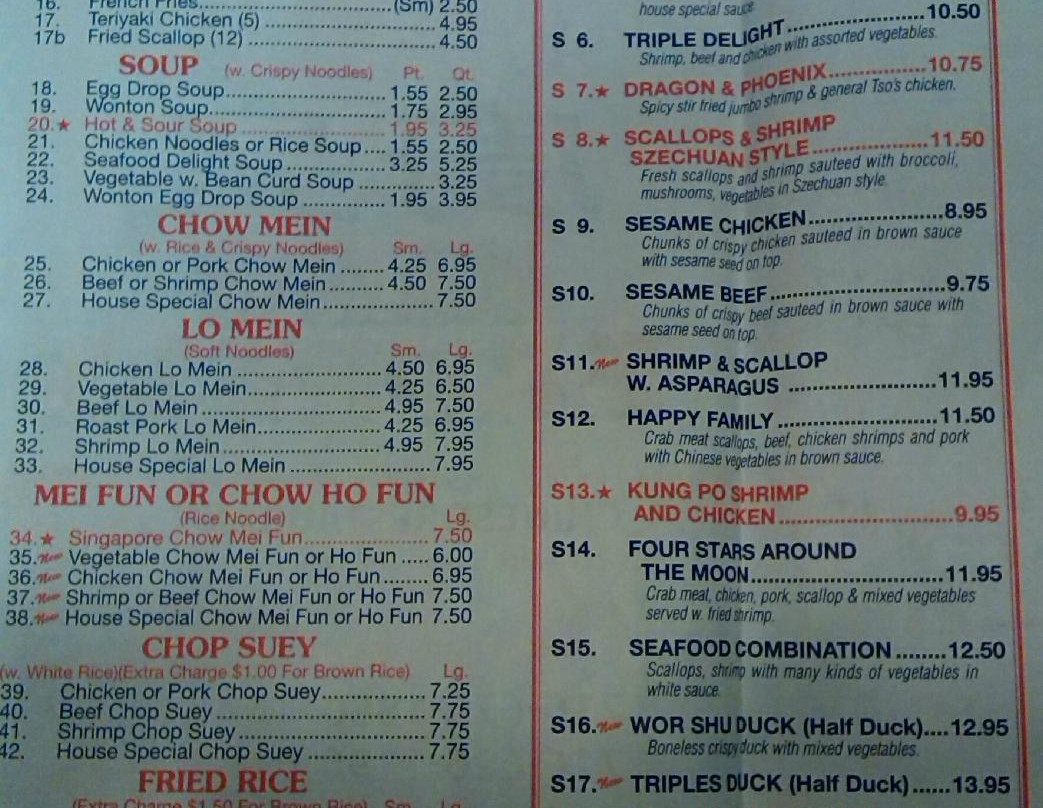 16. French Fries............(Sm) 2.50
17. Teriyaki Chicken (5) ............ 4.95
17b Fried Scallop (12) ............ 4.50
SOUP (w. Crispy Noodles) Pt. Qt.
18. Egg Drop Soup............ 1.55 2.50
19. Wonton Soup............ 1.75 2.95
20.★ Hot & Sour Soup ............ 1.95 3.25
21. Chicken Noodles or Rice Soup .... 1.55 2.50
22. Seafood Delight Soup ............ 3.25 5.25
23. Vegetable w. Bean Curd Soup ............ 3.25
24. Wonton Egg Drop Soup ............ 1.95 3.95
CHOW MEIN
(w. Rice & Crispy Noodles) Sm. Lg.
25. Chicken or Pork Chow Mein ........ 4.25 6.95
26. Beef or Shrimp Chow Mein .......... 4.50 7.50
27. House Special Chow Mein.................... 7.50
LO MEIN
(Soft Noodles) Sm. Lg.
28. Chicken Lo Mein ............ 4.50 6.95
29. Vegetable Lo Mein............ 4.25 6.50
30. Beef Lo Mein ............ 4.95 7.50
31. Roast Pork Lo Mein............ 4.25 6.95
32. Shrimp Lo Mein ............ 4.95 7.95
33. House Special Lo Mein ............ 7.95
MEI FUN OR CHOW HO FUN
(Rice Noodle) Lg.
34.★ Singapore Chow Mei Fun............ 7.50
35.New Vegetable Chow Mei Fun or Ho Fun ..... 6.00
36.New Chicken Chow Mei Fun or Ho Fun ........ 6.95
37.New Shrimp or Beef Chow Mei Fun or Ho Fun 7.50
38.New House Special Chow Mei Fun or Ho Fun 7.50
CHOP SUEY
(w. White Rice)(Extra Charge $1.00 For Brown Rice) Lg.
39. Chicken or Pork Chop Suey............ 7.25
40. Beef Chop Suey ............ 7.75
41. Shrimp Chop Suey ............ 7.75
42. House Special Chop Suey ............ 7.75
FRIED RICE
(Extra Charge $1.50 For Brown Rice) Sm. Lg.
house special sauce
............10.50
S 6. TRIPLE DELIGHT
Shrimp, beef and chicken with assorted vegetables.
S 7.★ DRAGON & PHOENIX............10.75
Spicy stir fried jumbo shrimp & general Tso's chicken.
S 8.★ SCALLOPS & SHRIMP
SZECHUAN STYLE ............11.50
Fresh scallops and shrimp sauteed with broccoli,
mushrooms, vegetables in Szechuan style.
S 9. SESAME CHICKEN............8.95
Chunks of crispy chicken sauteed in brown sauce
with sesame seed on top.
S10. SESAME BEEF............9.75
Chunks of crispy beef sauteed in brown sauce with
sesame seed on top.
S11.New SHRIMP & SCALLOP
W. ASPARAGUS ............11.95
S12. HAPPY FAMILY ............11.50
Crab meat scallops, beef, chicken shrimps and pork
with Chinese vegetables in brown sauce.
S13.★ KUNG PO SHRIMP
AND CHICKEN............9.95
S14. FOUR STARS AROUND
THE MOON............11.95
Crab meat, chicken, pork, scallop & mixed vegetables
served w. fried shrimp.
S15. SEAFOOD COMBINATION ........12.50
Scallops, shrimp with many kinds of vegetables in
white sauce.
S16.New WOR SHU DUCK (Half Duck)....12.95
Boneless crispy duck with mixed vegetables.
S17.New TRIPLES DUCK (Half Duck)......13.95